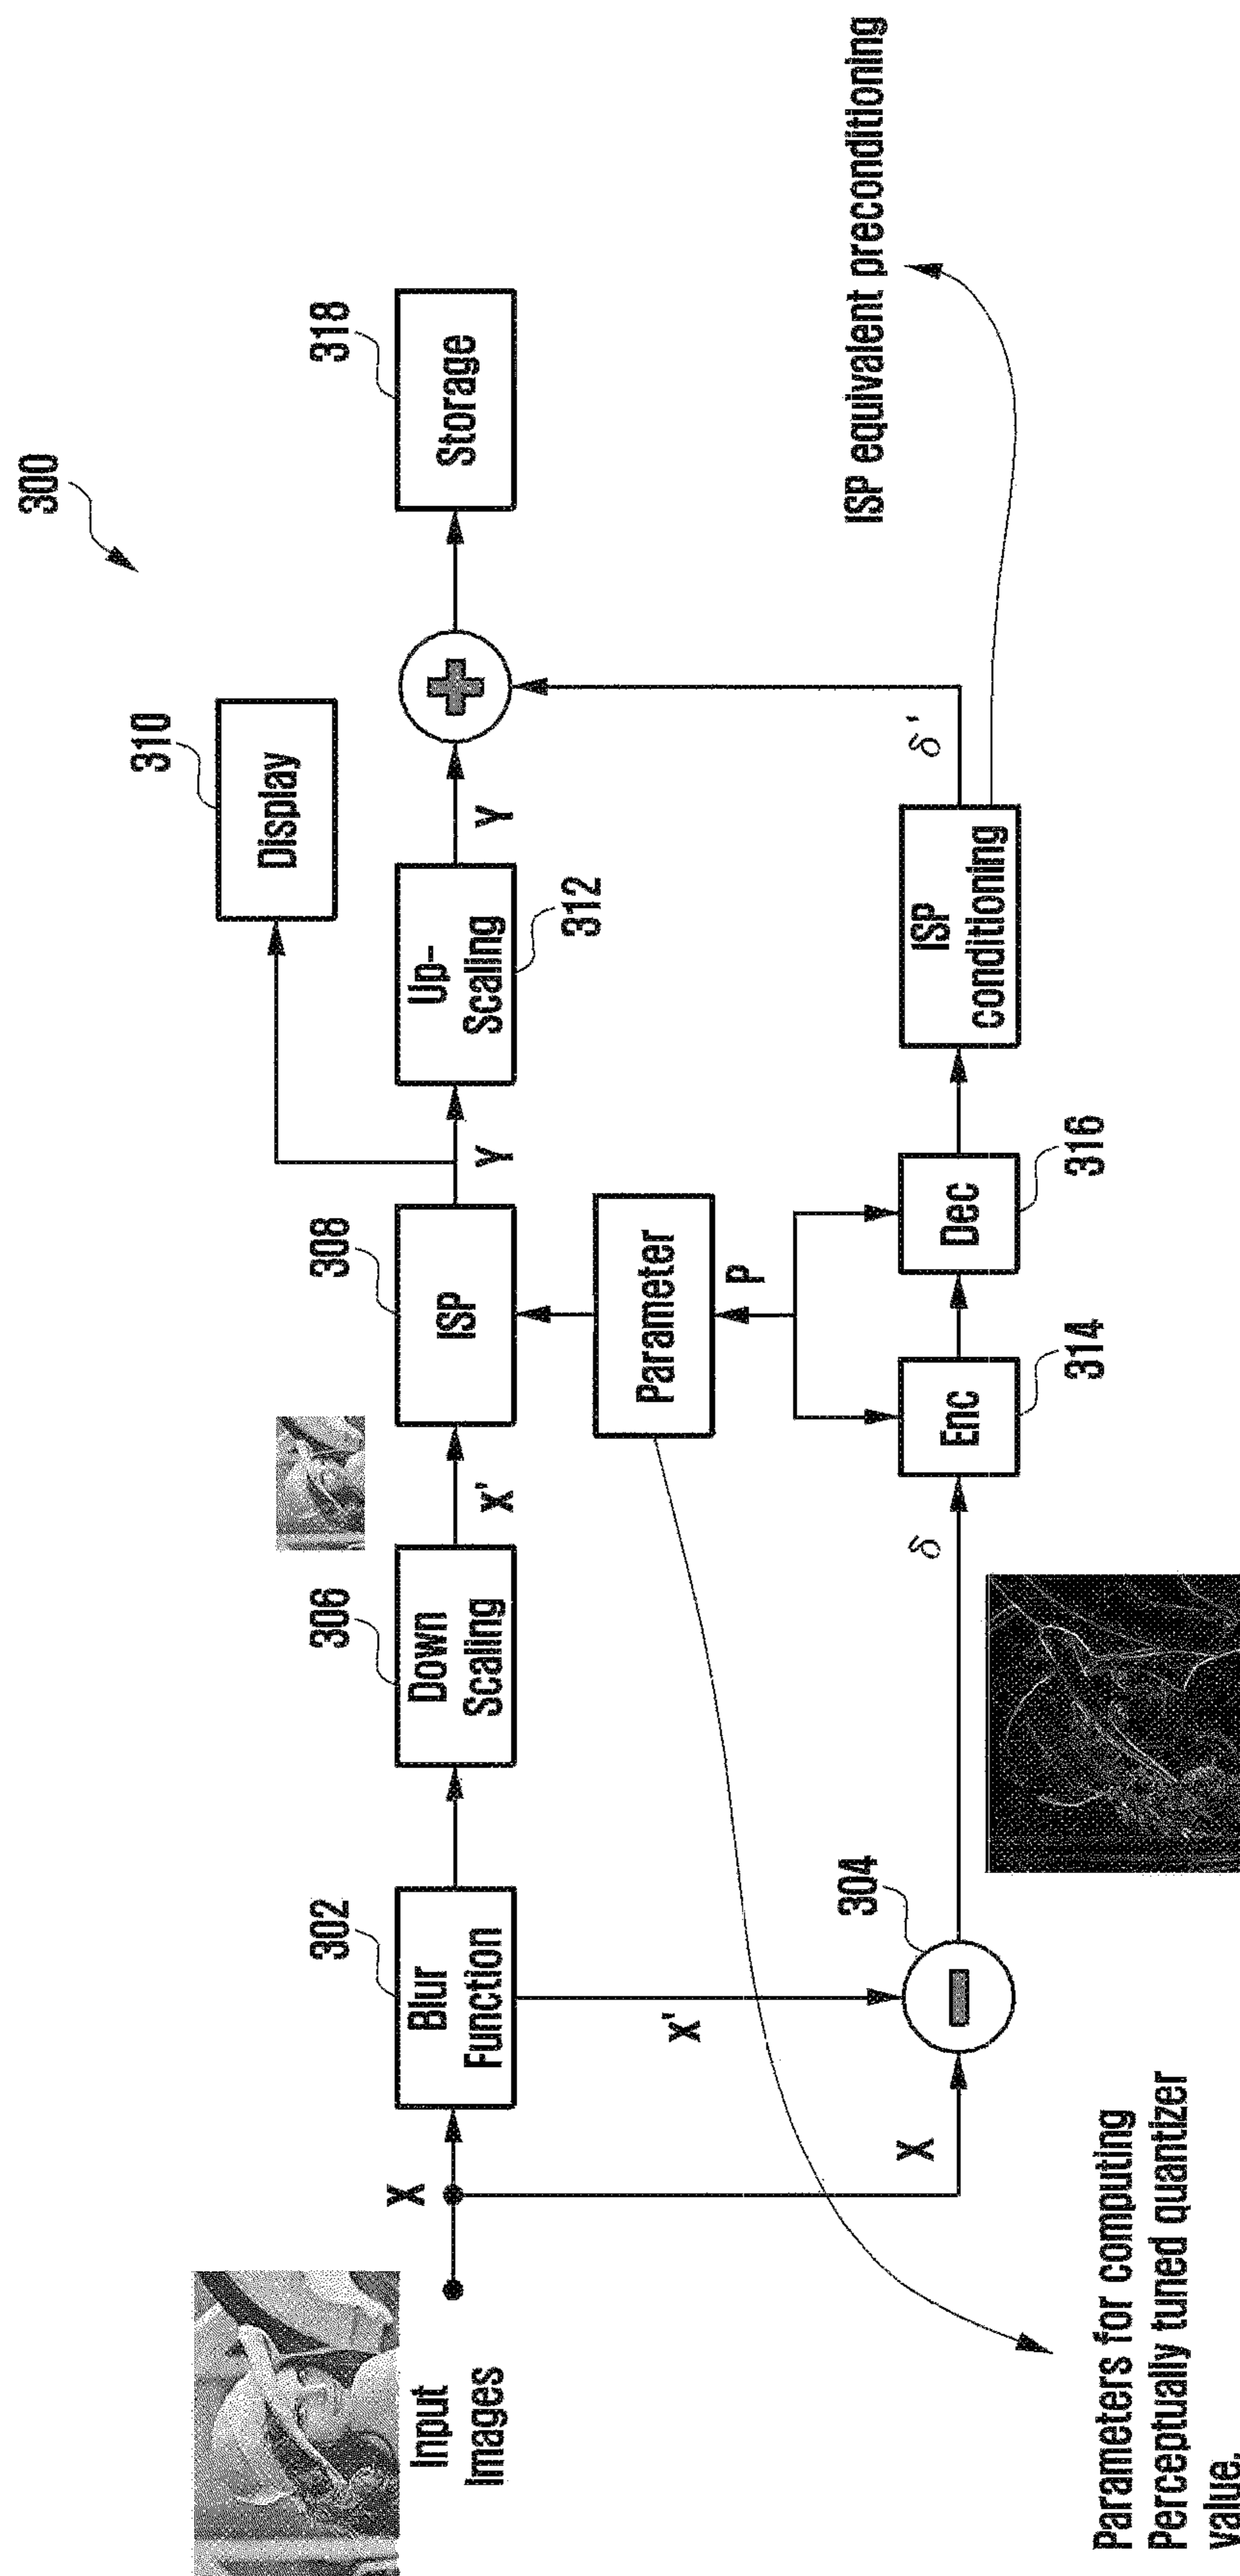 300
310
Display
302
Blur
Function
306
Down
Scaling
308
ISP
Up-
Scaling
312
318
Storage
Input
Images
X
X'
Y
Y
X'
Parameter
P
X
304
δ
Enc
314
Dec
316
ISP
conditioning
δ'
ISP equivalent preconditioning
Parameters for computing
Perceptually tuned quantizer
value.